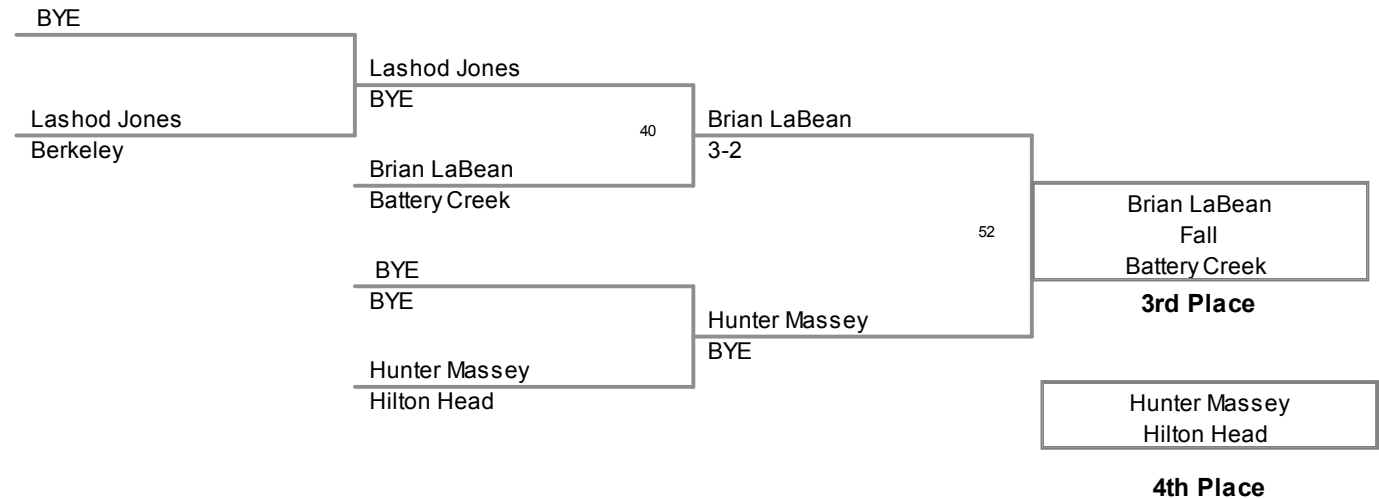 BYE
Lashod Jones
Berkeley
Lashod Jones
BYE
40
Brian LaBean
Battery Creek
Brian LaBean
3-2
BYE
BYE
Hunter Massey
Hilton Head
Hunter Massey
BYE
52
Brian LaBean
Fall
Battery Creek
3rd Place
Hunter Massey
Hilton Head
4th Place